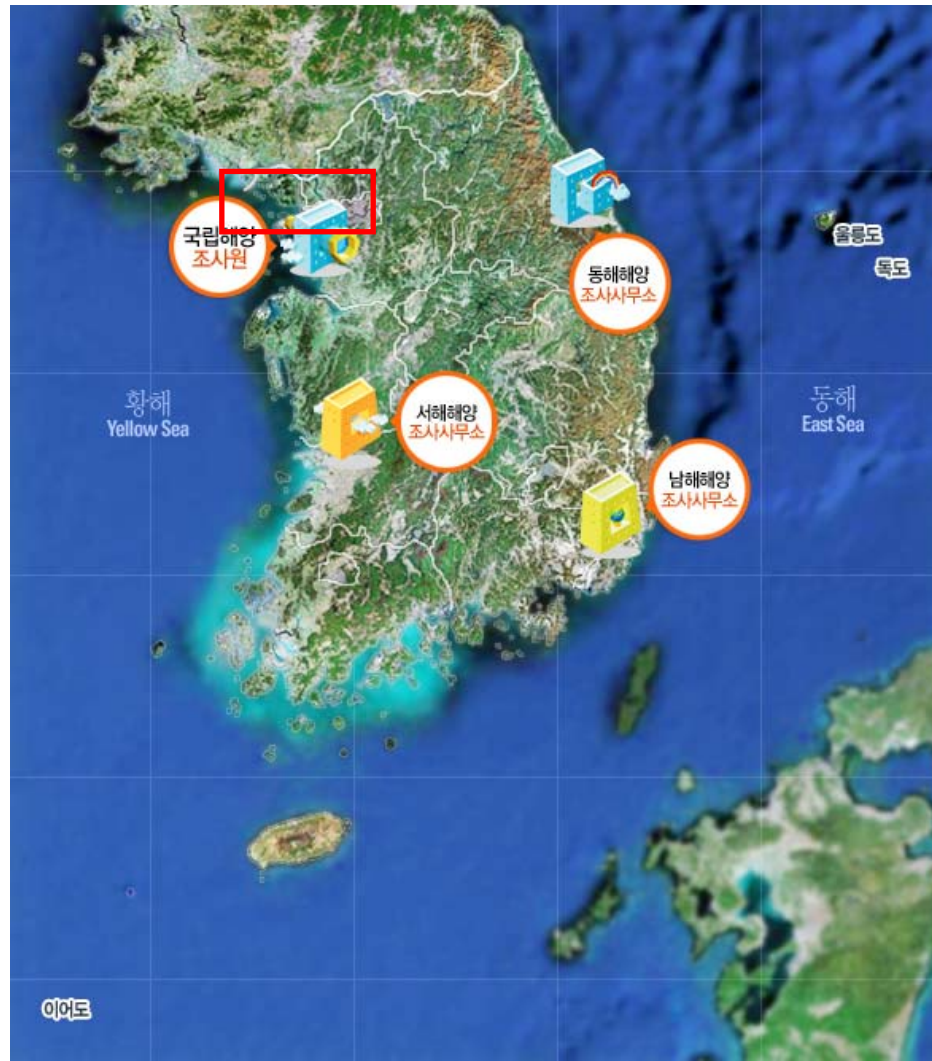 국립해양
조사원
동해해양
조사사무소
울릉도
독도
황해
Yellow Sea
서해해양
조사사무소
동해
East Sea
남해해양
조사사무소
이어도